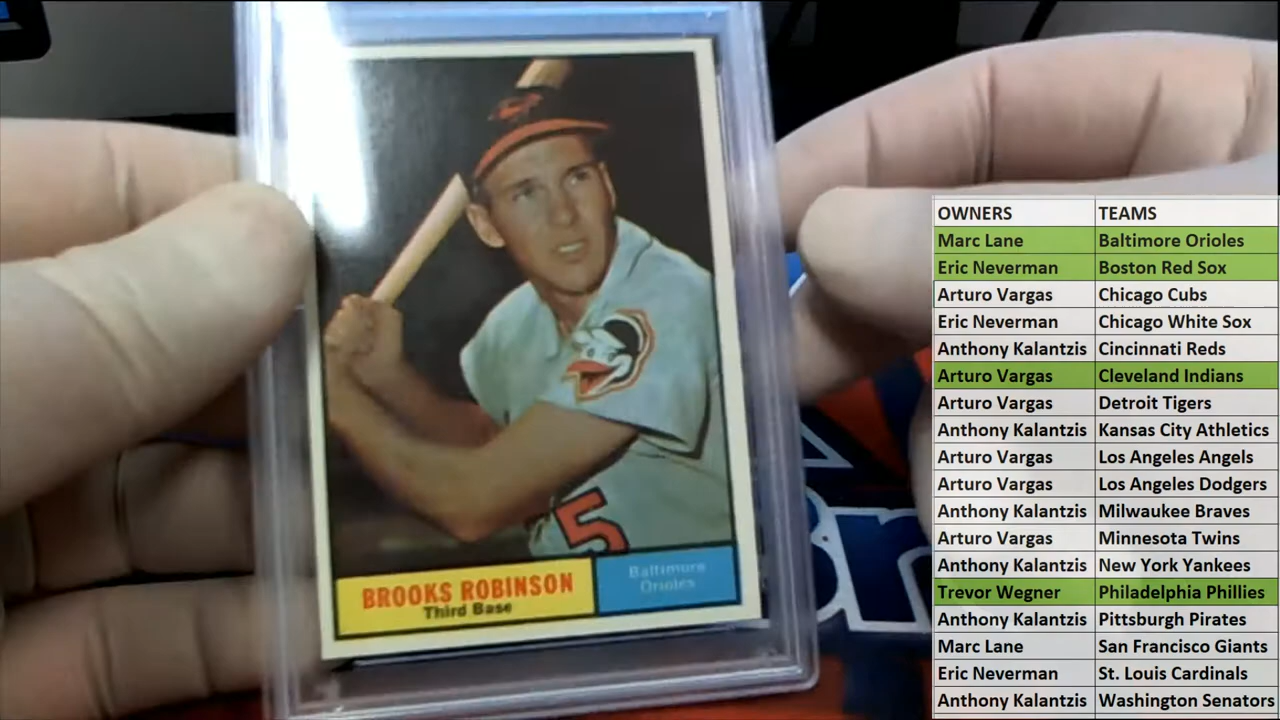 BROOKS ROBINSON
Third Base
Baltimore
Orioles
5
OWNERS TEAMS
Marc Lane Baltimore Orioles
Eric Neverman Boston Red Sox
Arturo Vargas Chicago Cubs
Eric Neverman Chicago White Sox
Anthony Kalantzis Cincinnati Reds
Arturo Vargas Cleveland Indians
Arturo Vargas Detroit Tigers
Anthony Kalantzis Kansas City Athletics
Arturo Vargas Los Angeles Angels
Arturo Vargas Los Angeles Dodgers
Anthony Kalantzis Milwaukee Braves
Arturo Vargas Minnesota Twins
Anthony Kalantzis New York Yankees
Trevor Wegner Philadelphia Phillies
Anthony Kalantzis Pittsburgh Pirates
Marc Lane San Francisco Giants
Eric Neverman St. Louis Cardinals
Anthony Kalantzis Washington Senators